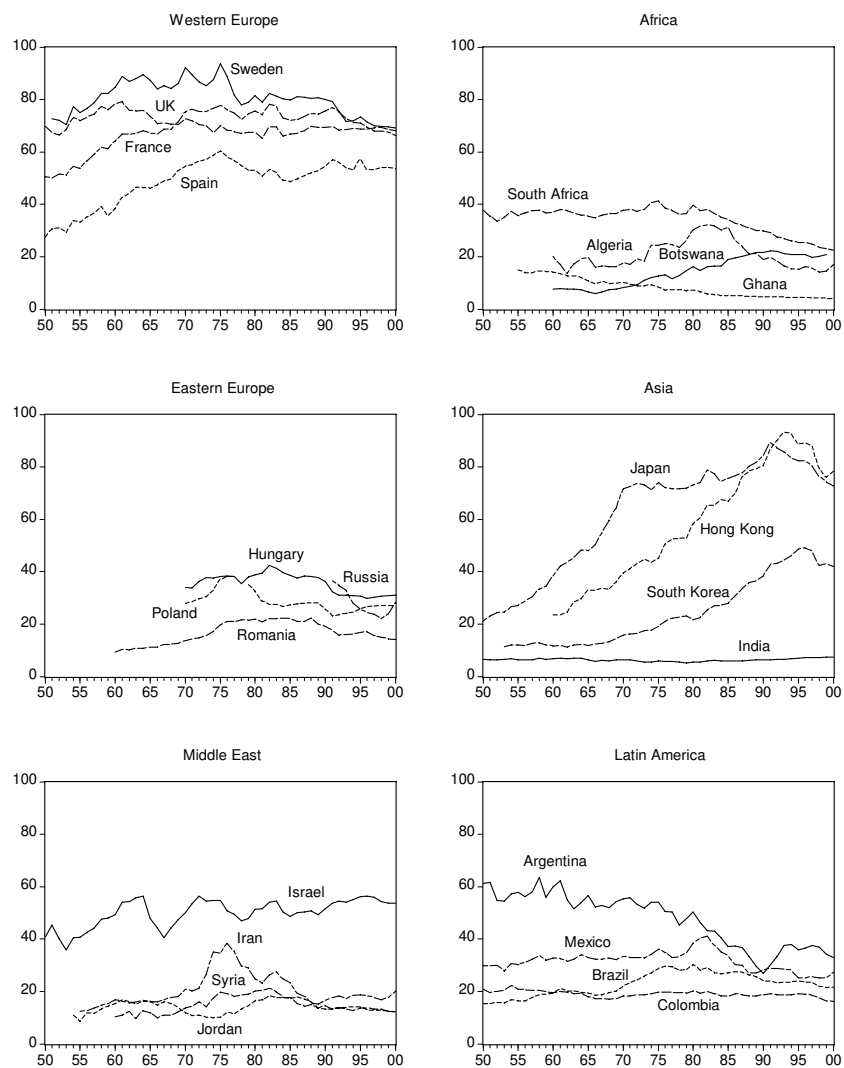 Western Europe
100
80
60
40
20
0
Sweden
UK
France
Spain
50 55 60 65 70 75 80 85 90 95 00
Africa
100
80
60
40
20
0
South Africa
Algeria
Botswana
Ghana
50 55 60 65 70 75 80 85 90 95 00
Eastern Europe
100
80
60
40
20
0
Hungary
Russia
Poland
Romania
50 55 60 65 70 75 80 85 90 95 00
Asia
100
80
60
40
20
0
Japan
Hong Kong
South Korea
India
50 55 60 65 70 75 80 85 90 95 00
Middle East
100
80
60
40
20
0
Israel
Iran
Syria
Jordan
50 55 60 65 70 75 80 85 90 95 00
Latin America
100
80
60
40
20
0
Argentina
Mexico
Brazil
Colombia
50 55 60 65 70 75 80 85 90 95 00